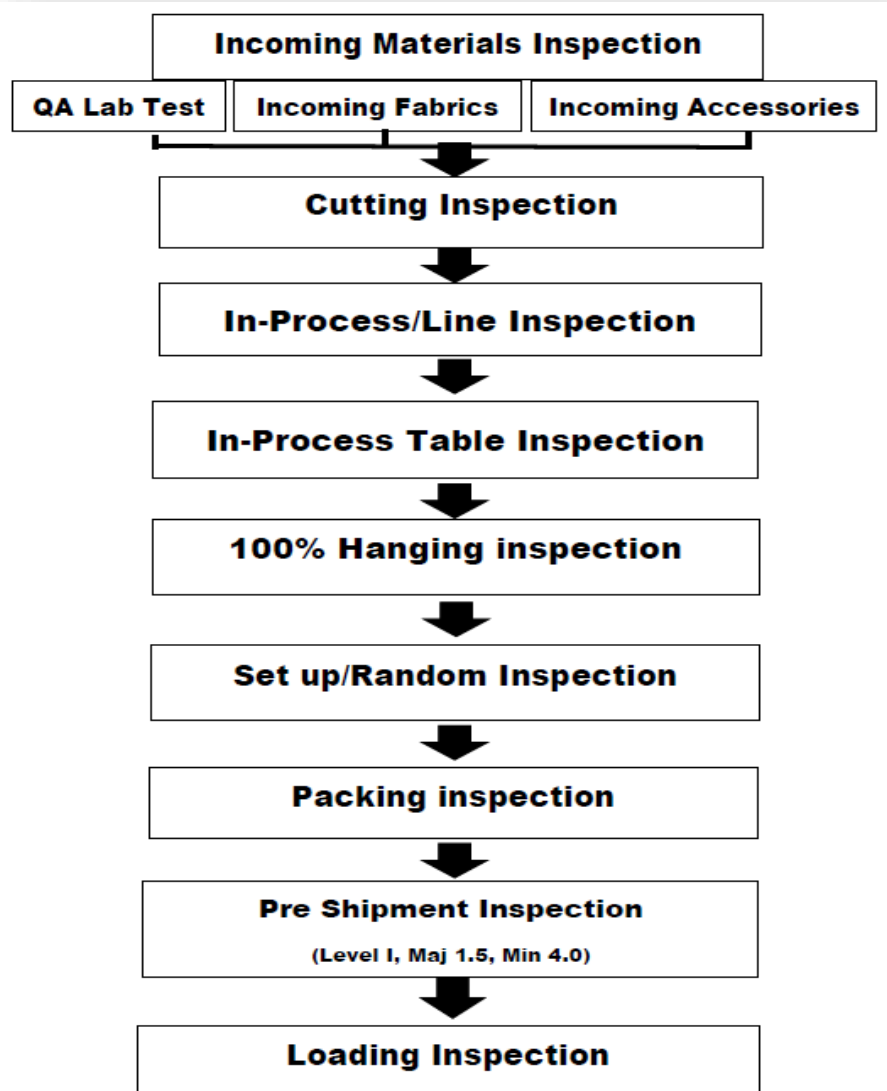 Incoming Materials Inspection
QA Lab Test
Incoming Fabrics
Incoming Accessories
Cutting Inspection
In-Process/Line Inspection
In-Process Table Inspection
100% Hanging inspection
Set up/Random Inspection
Packing inspection
Pre Shipment Inspection
(Level I, Maj 1.5, Min 4.0)
Loading Inspection